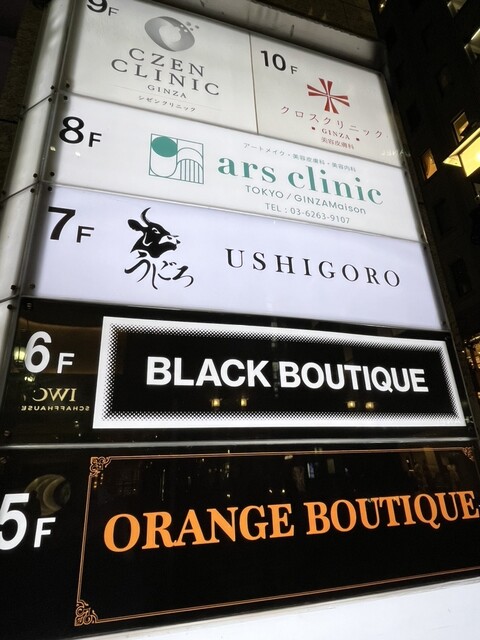 9F
CZEN
CLINIC
GINZA
シゼンクリニック
10F
クロスクリニック
• GINZA •
美容皮膚科
8F
アートメイク・美容皮膚科・美容内科
ars clinic
TOKYO / GINZAMaison
TEL : 03-6263-9107
7F
うしごろ
USHIGORO
6F
BLACK BOUTIQUE
IWC
SCHAFFHAUSEN
5F
ORANGE BOUTIQUE